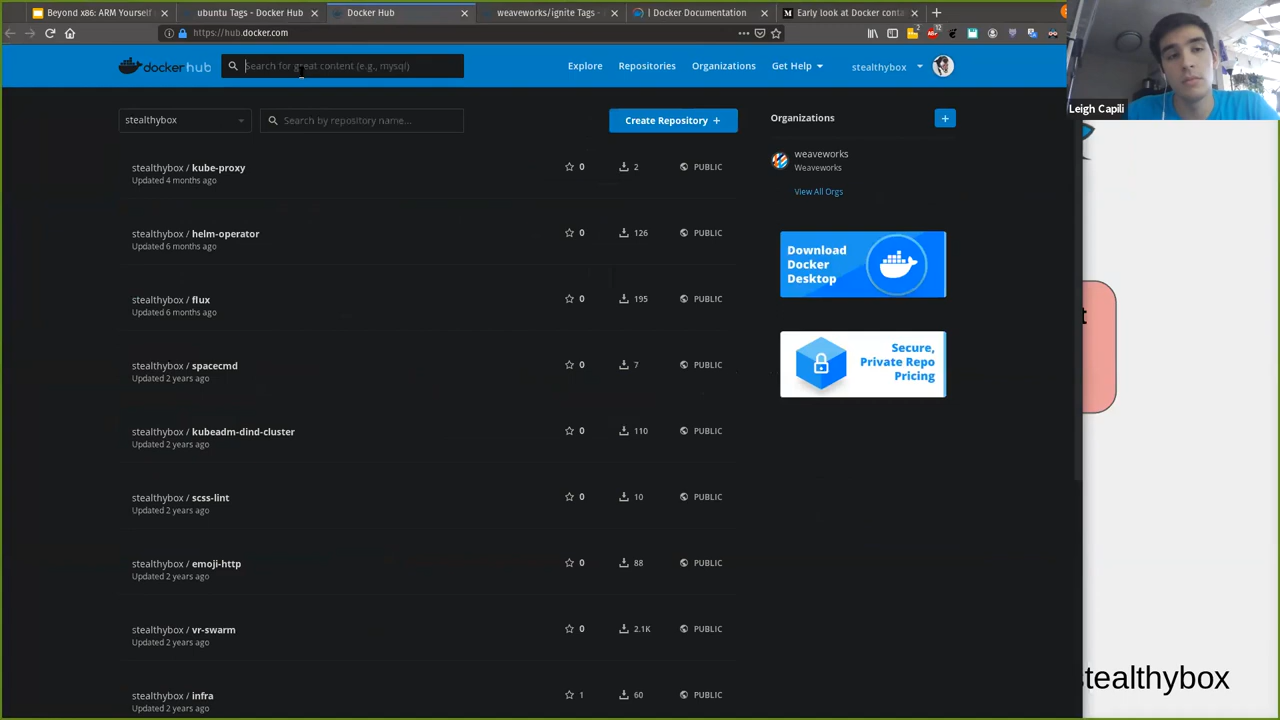 Beyond x86: ARM Yourself
ubuntu Tags - Docker Hub
Docker Hub
weaveworks/ignite Tags -
| Docker Documentation
Early look at Docker conta
https://hub.docker.com
docker hub
Search for great content (e.g., mysql)
Explore
Repositories
Organizations
Get Help
stealthybox
Leigh Capili
stealthybox
Search by repository name...
Create Repository +
Organizations
stealthybox / kube-proxy
Updated 4 months ago
0
2
PUBLIC
weaveworks
Weaveworks
View All Orgs
stealthybox / helm-operator
Updated 6 months ago
0
126
PUBLIC
Download
Docker
Desktop
stealthybox / flux
Updated 6 months ago
0
195
PUBLIC
t
Secure,
Private Repo
Pricing
stealthybox / spacecmd
Updated 2 years ago
0
7
PUBLIC
stealthybox / kubeadm-dind-cluster
Updated 2 years ago
0
110
PUBLIC
stealthybox / scss-lint
Updated 2 years ago
0
10
PUBLIC
stealthybox / emoji-http
Updated 2 years ago
0
88
PUBLIC
stealthybox / vr-swarm
Updated 2 years ago
0
2.1K
PUBLIC
stealthybox / infra
Updated 2 years ago
1
60
PUBLIC
stealthybox